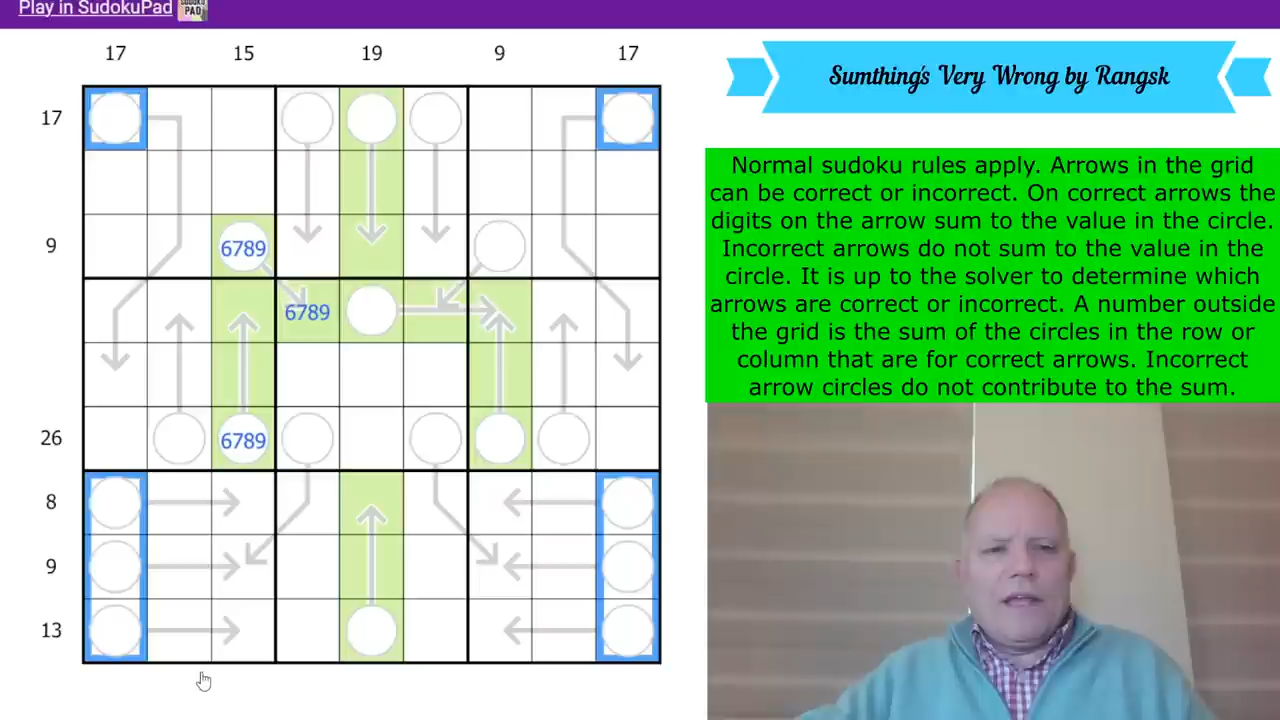 Play in SudokuPad
SUDOKU PAD
17 15 19 9 17
Sumthing's Very Wrong by Rangsk
17
Normal sudoku rules apply. Arrows in the grid
can be correct or incorrect. On correct arrows the
digits on the arrow sum to the value in the circle.
9 6789
Incorrect arrows do not sum to the value in the
circle. It is up to the solver to determine which
6789
arrows are correct or incorrect. A number outside
the grid is the sum of the circles in the row or
column that are for correct arrows. Incorrect
arrow circles do not contribute to the sum.
26 6789
8
9
13